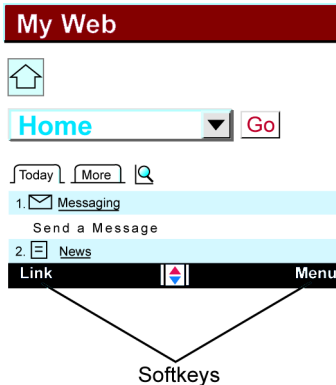 My Web
Home Go
Today More
1. Messaging
Send a Message
2. News
Link Menu
Softkeys